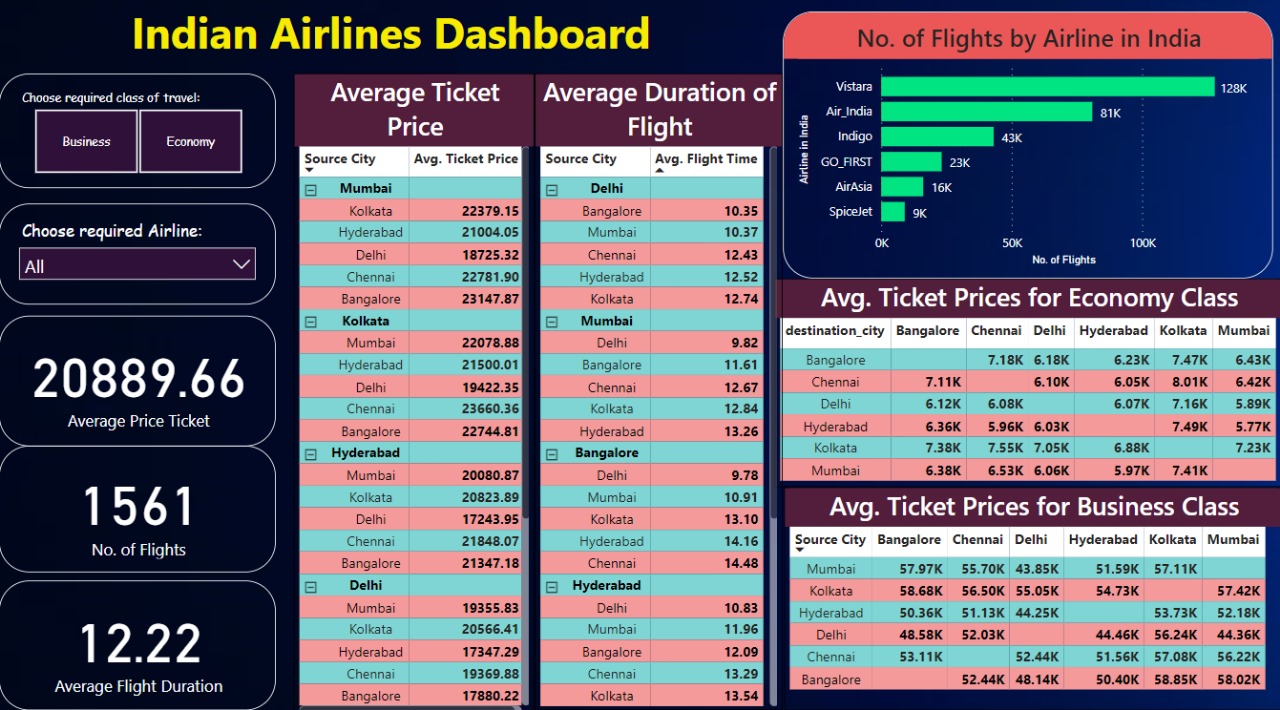 Indian Airlines Dashboard
Choose required class of travel:
Business
Economy
Choose required Airline:
All
20889.66
Average Price Ticket
1561
No. of Flights
12.22
Average Flight Duration
Average Ticket
Price
Source City Avg. Ticket Price
Mumbai
Kolkata 22379.15
Hyderabad 21004.05
Delhi 18725.32
Chennai 22781.90
Bangalore 23147.87
Kolkata
Mumbai 22078.88
Hyderabad 21500.01
Delhi 19422.35
Chennai 23660.36
Bangalore 22744.81
Hyderabad
Mumbai 20080.87
Kolkata 20823.89
Delhi 17243.95
Chennai 21848.07
Bangalore 21347.18
Delhi
Mumbai 19355.83
Kolkata 20566.41
Hyderabad 17347.29
Chennai 19369.88
Bangalore 17880.22
Average Duration of
Flight
Source City Avg. Flight Time
Delhi
Bangalore 10.35
Mumbai 10.37
Chennai 12.43
Hyderabad 12.52
Kolkata 12.74
Mumbai
Delhi 9.82
Bangalore 11.61
Chennai 12.67
Kolkata 12.84
Hyderabad 13.26
Bangalore
Delhi 9.78
Mumbai 10.91
Kolkata 13.10
Hyderabad 14.16
Chennai 14.48
Hyderabad
Delhi 10.83
Mumbai 11.96
Bangalore 12.09
Chennai 13.29
Kolkata 13.54
No. of Flights by Airline in India
Airline in India
Vistara 128K
Air_India 81K
Indigo 43K
GO_FIRST 23K
AirAsia 16K
SpiceJet 9K
0K 50K 100K
No. of Flights
Avg. Ticket Prices for Economy Class
destination_city Bangalore Chennai Delhi Hyderabad Kolkata Mumbai
Bangalore 7.18K 6.18K 6.23K 7.47K 6.43K
Chennai 7.11K 6.10K 6.05K 8.01K 6.42K
Delhi 6.12K 6.08K 6.07K 7.16K 5.89K
Hyderabad 6.36K 5.96K 6.03K 7.49K 5.77K
Kolkata 7.38K 7.55K 7.05K 6.88K 7.23K
Mumbai 6.38K 6.53K 6.06K 5.97K 7.41K
Avg. Ticket Prices for Business Class
Source City Bangalore Chennai Delhi Hyderabad Kolkata Mumbai
Mumbai 57.97K 55.70K 43.85K 51.59K 57.11K
Kolkata 58.68K 56.50K 55.05K 54.73K 57.42K
Hyderabad 50.36K 51.13K 44.25K 53.73K 52.18K
Delhi 48.58K 52.03K 44.46K 56.24K 44.36K
Chennai 53.11K 52.44K 51.56K 57.08K 56.22K
Bangalore 52.44K 48.14K 50.40K 58.85K 58.02K